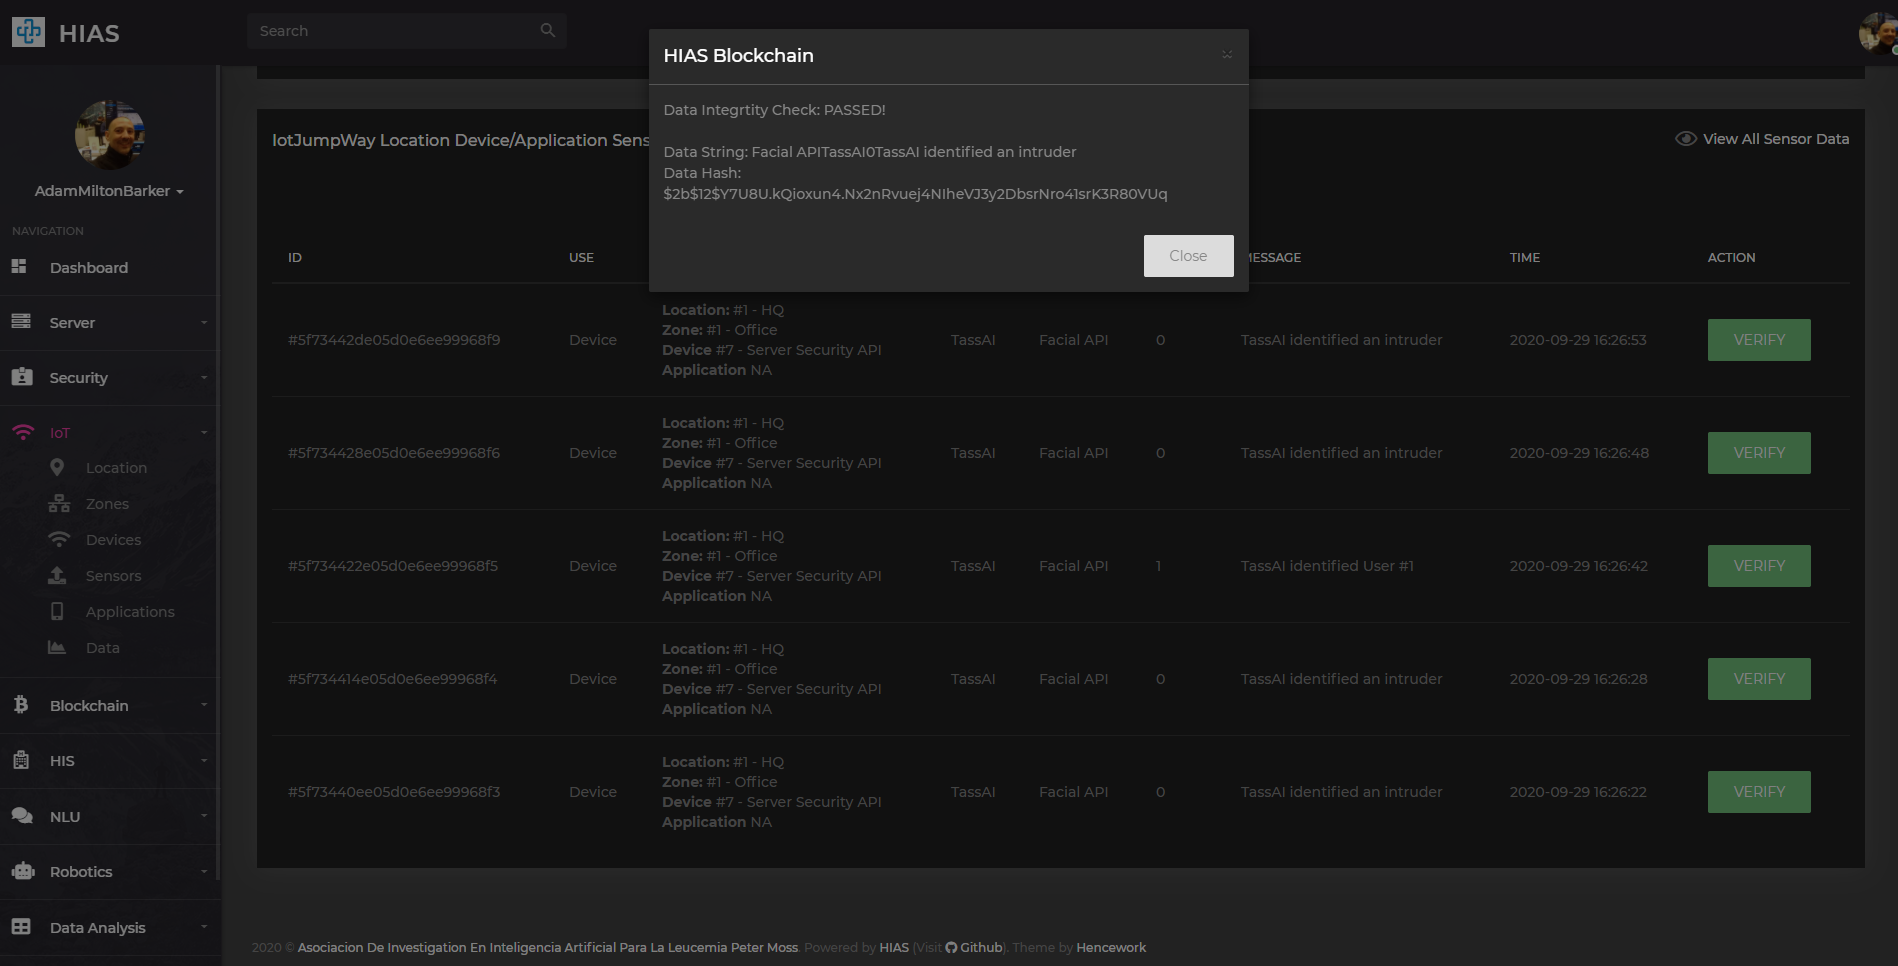 HIAS
Search
AdamMiltonBarker
NAVIGATION
Dashboard
Server
Security
IoT
Location
Zones
Devices
Sensors
Applications
Data
Blockchain
HIS
NLU
Robotics
Data Analysis
HIAS Blockchain
×
Data Integrtity Check: PASSED!
Data String: Facial APITassAI0TassAI identified an intruder
Data Hash:
$2b$12$Y7U8U.kQioxun4.Nx2nRvuej4NIheVJ3y2DbsrNro41srK3R80VUq
Close
IotJumpWay Location Device/Application Sens
View All Sensor Data
ID USE MESSAGE TIME ACTION
Location: #1 - HQ
Zone: #1 - Office
#5f73442de05d0e6ee99968f9 Device Device #7 - Server Security API TassAI Facial API 0 TassAI identified an intruder 2020-09-29 16:26:53 VERIFY
Application NA
Location: #1 - HQ
Zone: #1 - Office
#5f734428e05d0e6ee99968f6 Device Device #7 - Server Security API TassAI Facial API 0 TassAI identified an intruder 2020-09-29 16:26:48 VERIFY
Application NA
Location: #1 - HQ
Zone: #1 - Office
#5f734422e05d0e6ee99968f5 Device Device #7 - Server Security API TassAI Facial API 1 TassAI identified User #1 2020-09-29 16:26:42 VERIFY
Application NA
Location: #1 - HQ
Zone: #1 - Office
#5f734414e05d0e6ee99968f4 Device Device #7 - Server Security API TassAI Facial API 0 TassAI identified an intruder 2020-09-29 16:26:28 VERIFY
Application NA
Location: #1 - HQ
Zone: #1 - Office
#5f73440ee05d0e6ee99968f3 Device Device #7 - Server Security API TassAI Facial API 0 TassAI identified an intruder 2020-09-29 16:26:22 VERIFY
Application NA
2020 © Asociacion De Investigation En Inteligencia Artificial Para La Leucemia Peter Moss. Powered by HIAS (Visit Github). Theme by Hencework